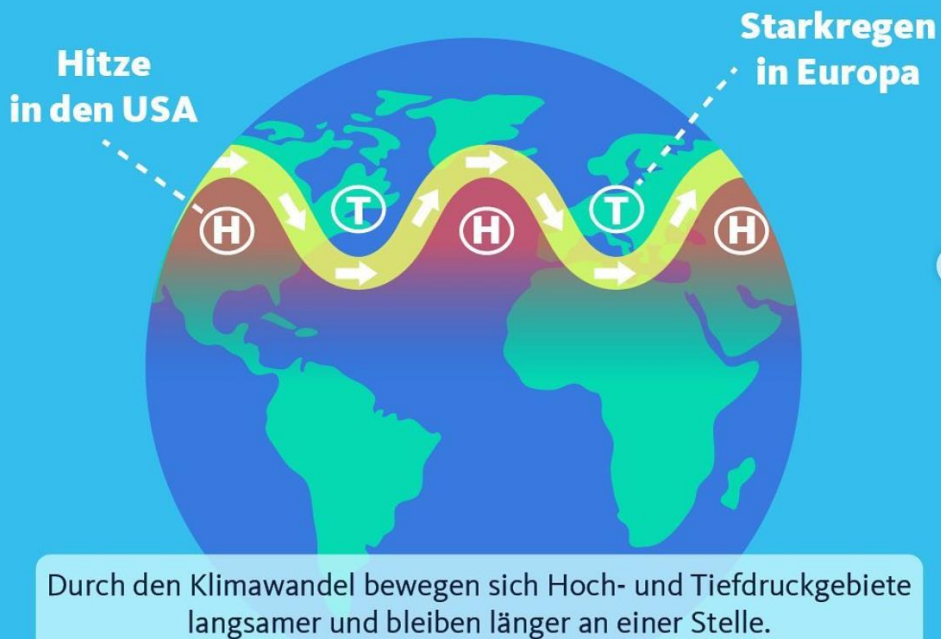 Hitze
in den USA
Starkregen
in Europa
H
T
H
T
H
Durch den Klimawandel bewegen sich Hoch- und Tiefdruckgebiete
langsamer und bleiben länger an einer Stelle.